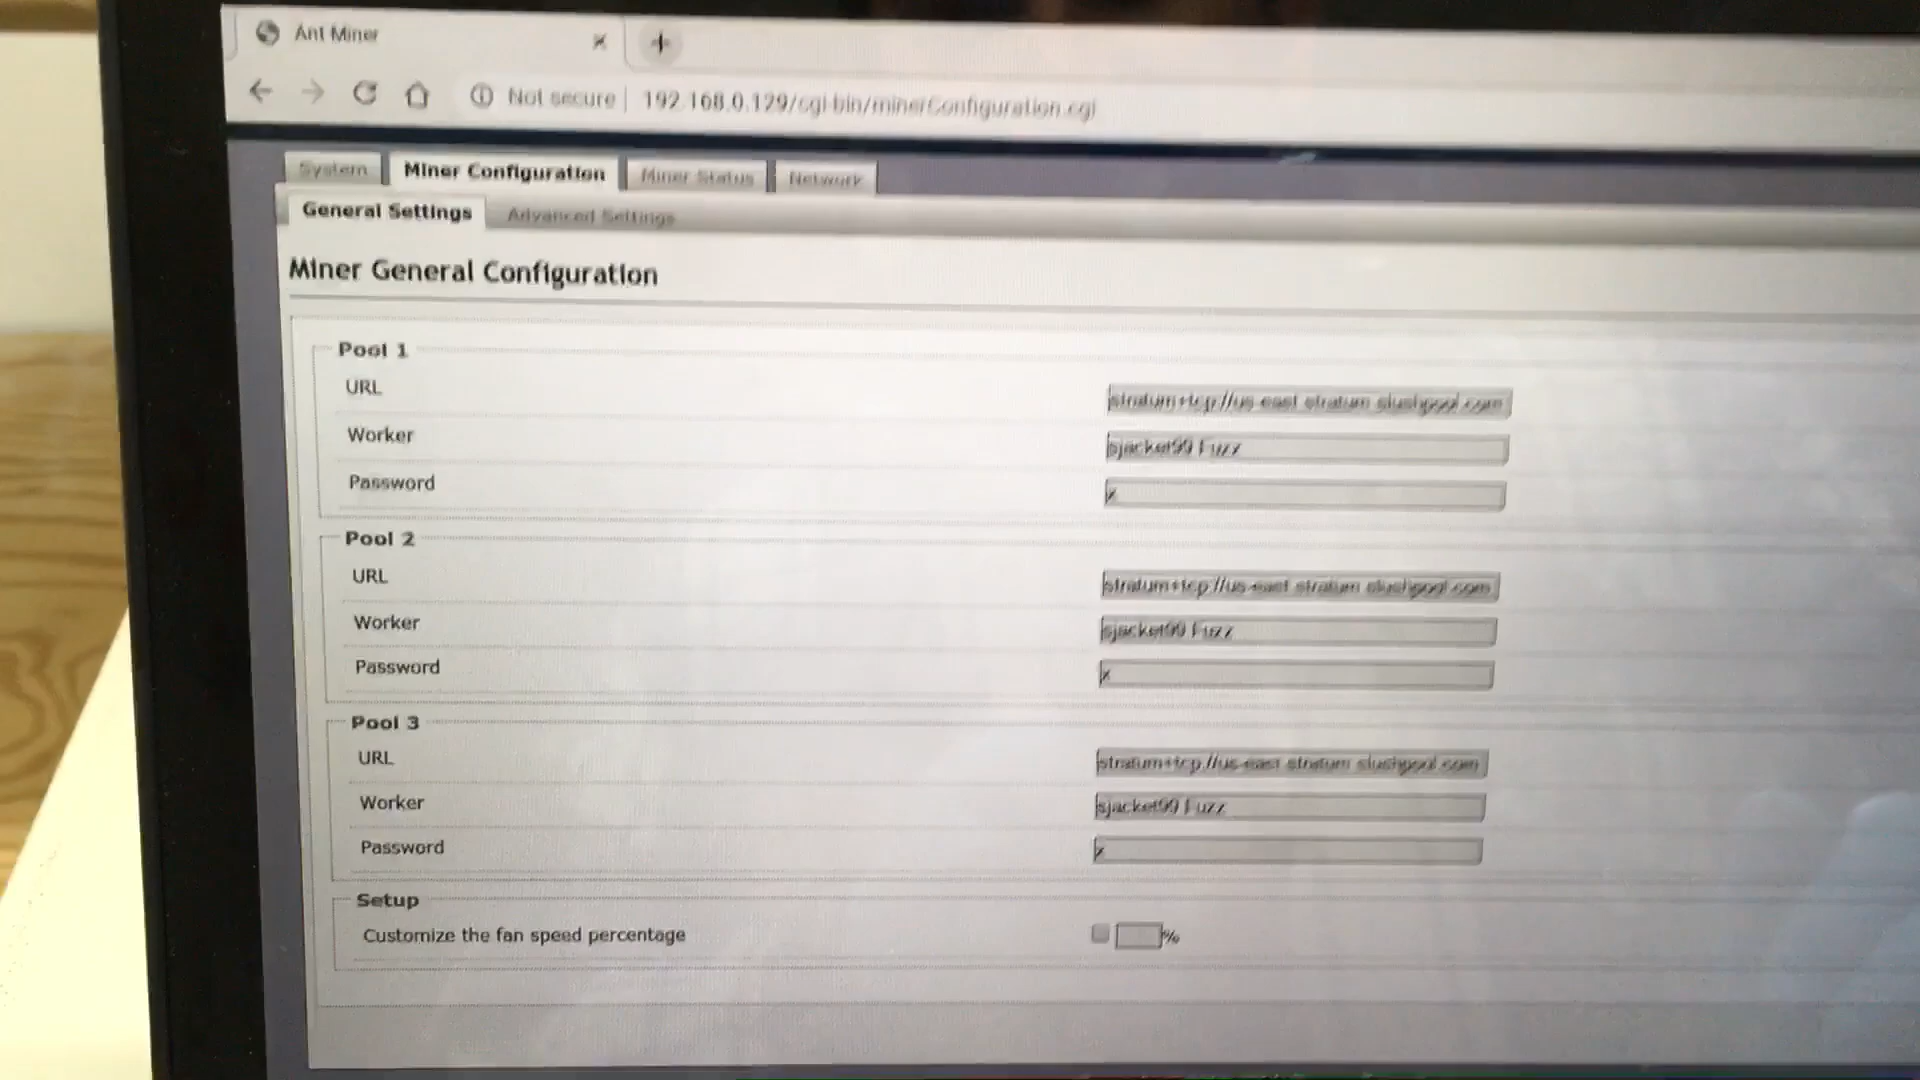 Ant Miner
Not secure 192.168.0.129/cgi-bin/minerConfiguration.cgi
System Miner Configuration Miner Status Network
General Settings Advanced Settings
Miner General Configuration
Pool 1
URL stratum+tcp://us-east.stratum.slushpool.com
Worker sjacket99.Fuzz
Password x
Pool 2
URL stratum+tcp://us-east.stratum.slushpool.com
Worker sjacket99.Fuzz
Password x
Pool 3
URL stratum+tcp://us-east.stratum.slushpool.com
Worker sjacket99.Fuzz
Password x
Setup
Customize the fan speed percentage %